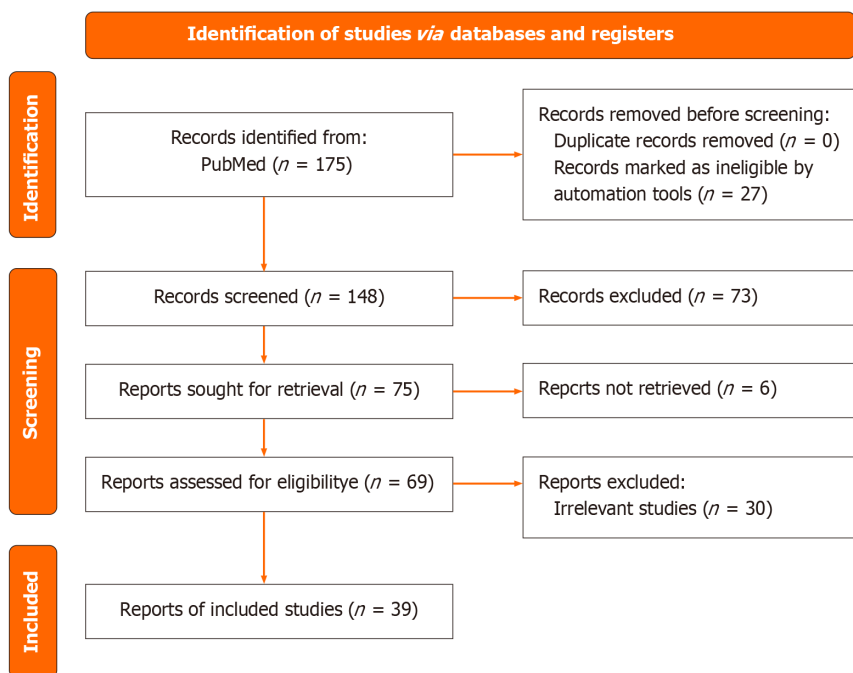 Identification of studies via databases and registers
Identification
Records identified from:
PubMed (n = 175)
Records removed before screening:
Duplicate records removed (n = 0)
Records marked as ineligible by
automation tools (n = 27)
Screening
Records screened (n = 148)
Records excluded (n = 73)
Reports sought for retrieval (n = 75)
Repcrts not retrieved (n = 6)
Reports assessed for eligibilitye (n = 69)
Reports excluded:
Irrelevant studies (n = 30)
Included
Reports of included studies (n = 39)